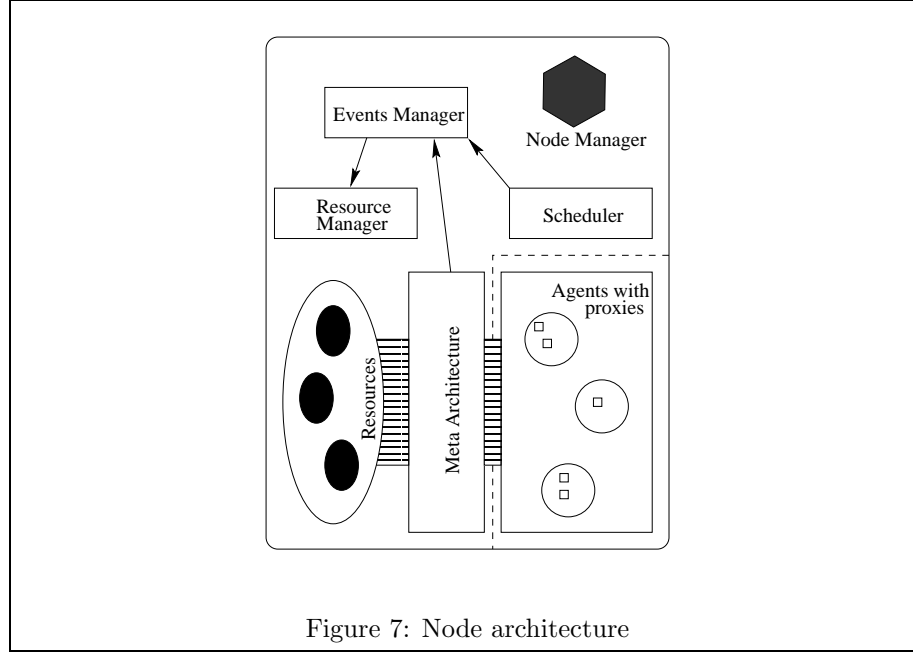 Events Manager
Node Manager
Resource
Manager
Scheduler
Agents with
proxies
Resources
Meta Architecture
Figure 7: Node architecture